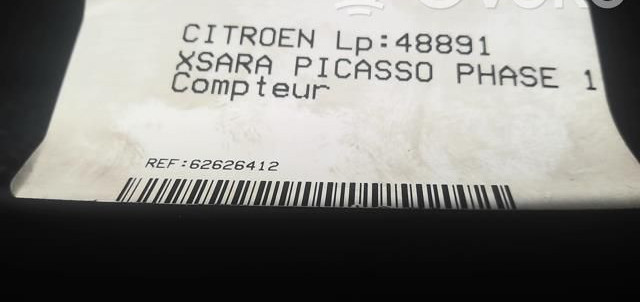 CITROEN Lp:48891
XSARA PICASSO PHASE 1
Compteur
REF:62626412